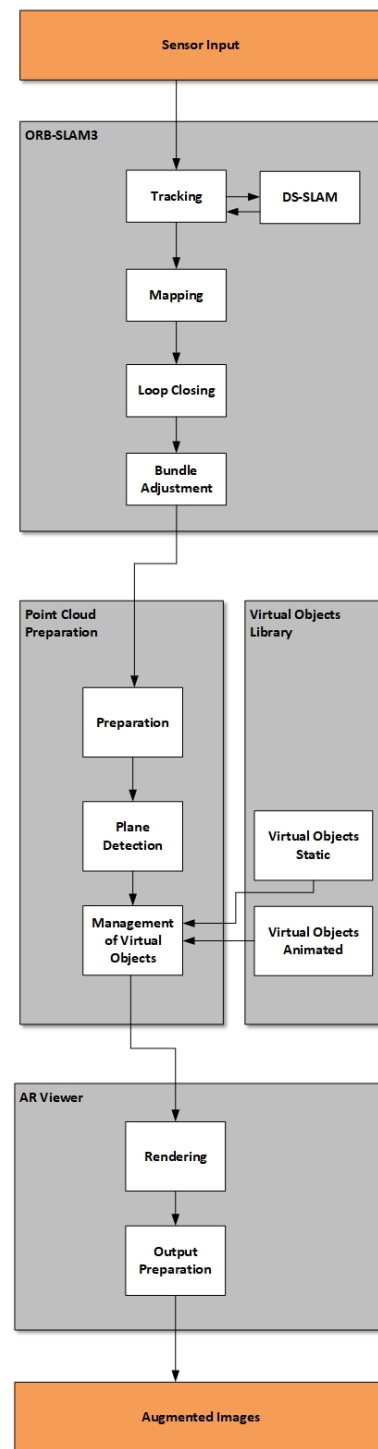 Sensor Input
ORB-SLAM3
Tracking
DS-SLAM
Mapping
Loop Closing
Bundle
Adjustment
Point Cloud
Preparation
Virtual Objects
Library
Preparation
Plane
Detection
Virtual Objects
Static
Management
of Virtual
Objects
Virtual Objects
Animated
AR Viewer
Rendering
Output
Preparation
Augmented Images